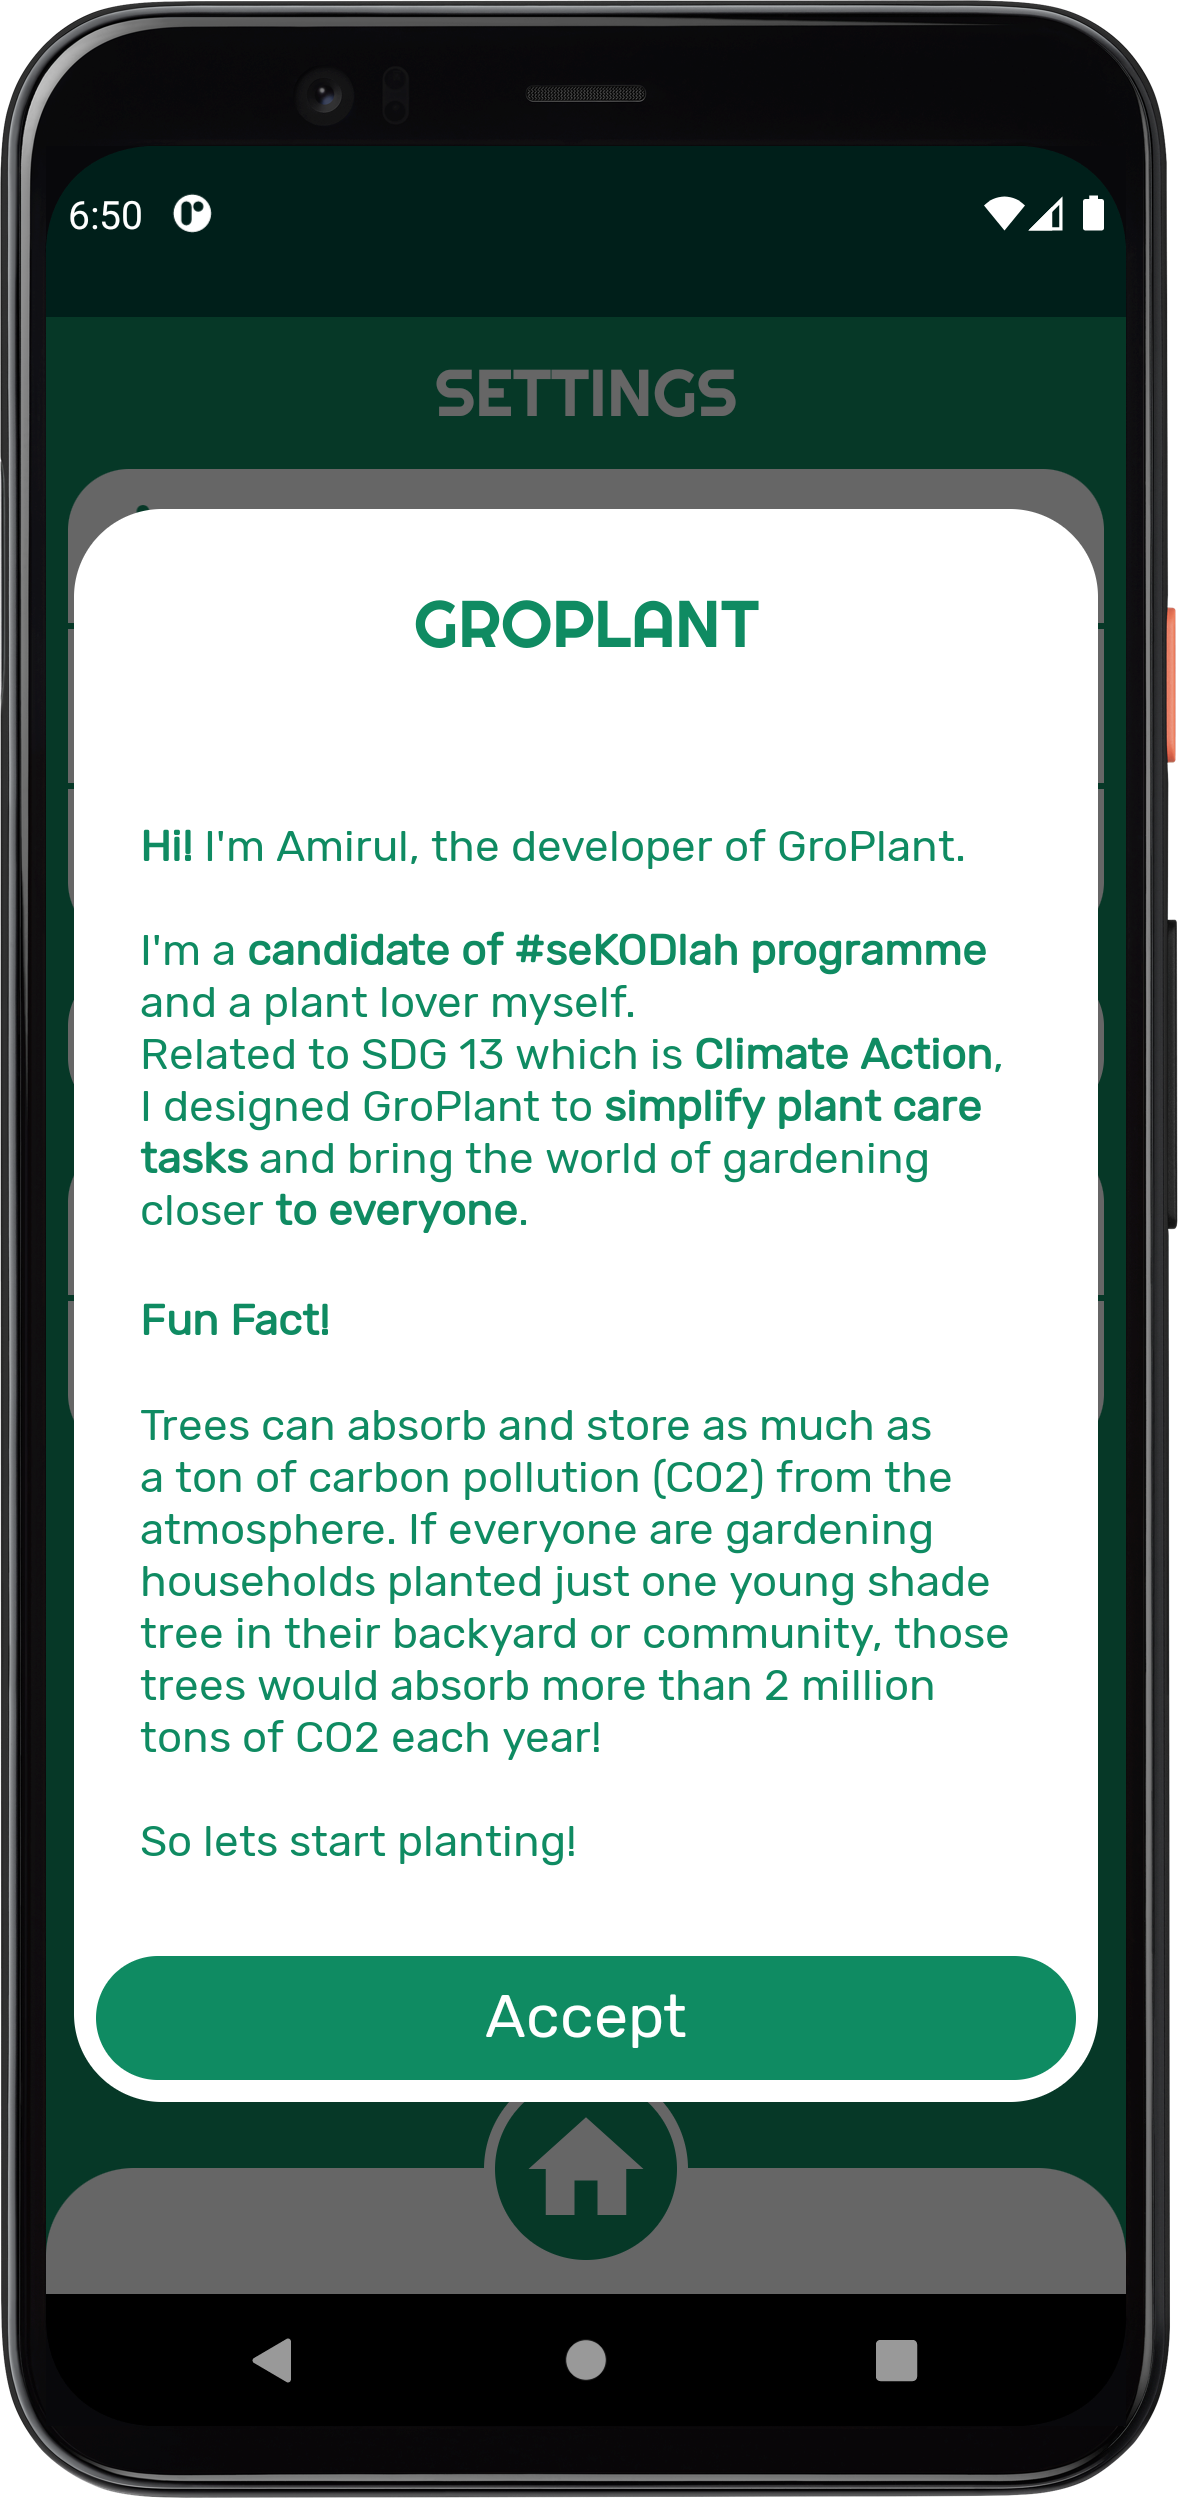 6:50
SETTINGS
GROPLANT
Hi! I'm Amirul, the developer of GroPlant.
I'm a candidate of #seKODlah programme
and a plant lover myself.
Related to SDG 13 which is Climate Action,
I designed GroPlant to simplify plant care
tasks and bring the world of gardening
closer to everyone.
Fun Fact!
Trees can absorb and store as much as
a ton of carbon pollution (CO2) from the
atmosphere. If everyone are gardening
households planted just one young shade
tree in their backyard or community, those
trees would absorb more than 2 million
tons of CO2 each year!
So lets start planting!
Accept